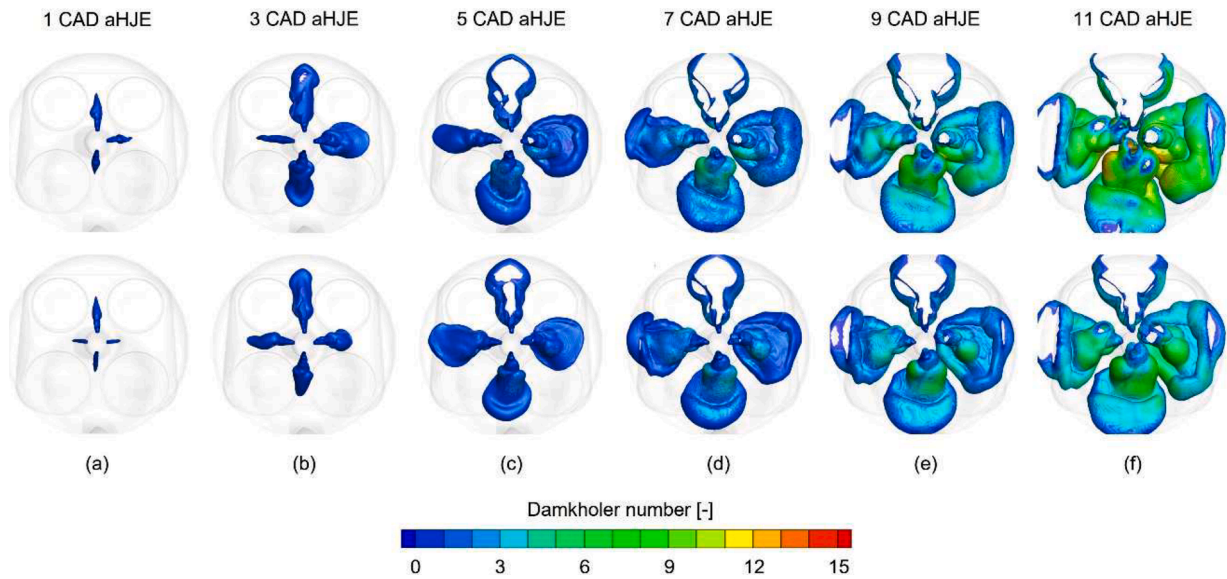 1 CAD aHJE 3 CAD aHJE 5 CAD aHJE 7 CAD aHJE 9 CAD aHJE 11 CAD aHJE
(a) (b) (c) (d) (e) (f)
Damkholer number [-]
0 3 6 9 12 15